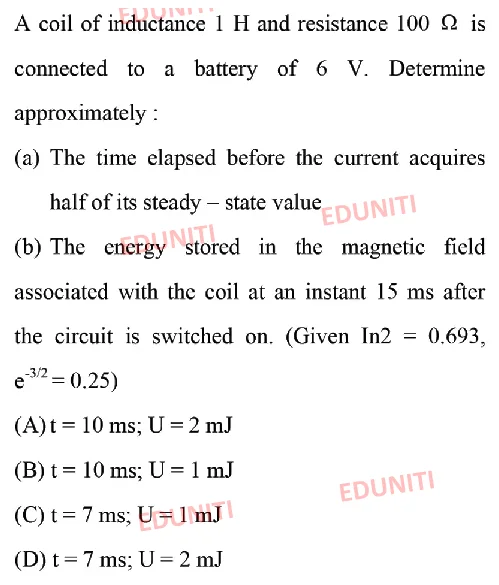 EDUNITI
A coil of inductance 1 H and resistance 100 Ω is
connected to a battery of 6 V. Determine
approximately :
(a) The time elapsed before the current acquires
half of its steady – state value
EDUNITI
(b) The energy stored in the magnetic field
EDUNITI
associated with the coil at an instant 15 ms after
the circuit is switched on. (Given In2 = 0.693,
e^-3/2 = 0.25)
(A) t = 10 ms; U = 2 mJ
(B) t = 10 ms; U = 1 mJ
EDUNITI
(C) t = 7 ms; U = 1 mJ
EDUNITI
(D) t = 7 ms; U = 2 mJ